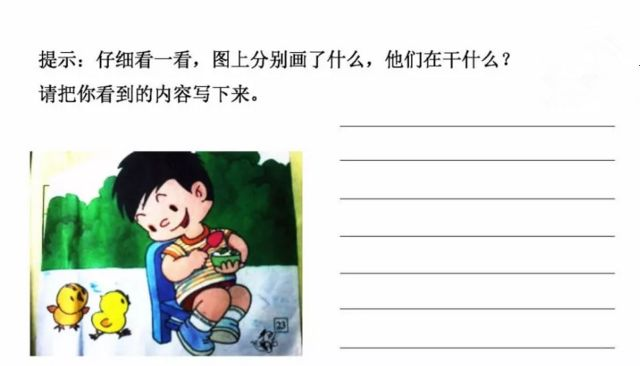 提示：仔细看一看，图上分别画了什么，他们在干什么？
请把你看到的内容写下来。
23